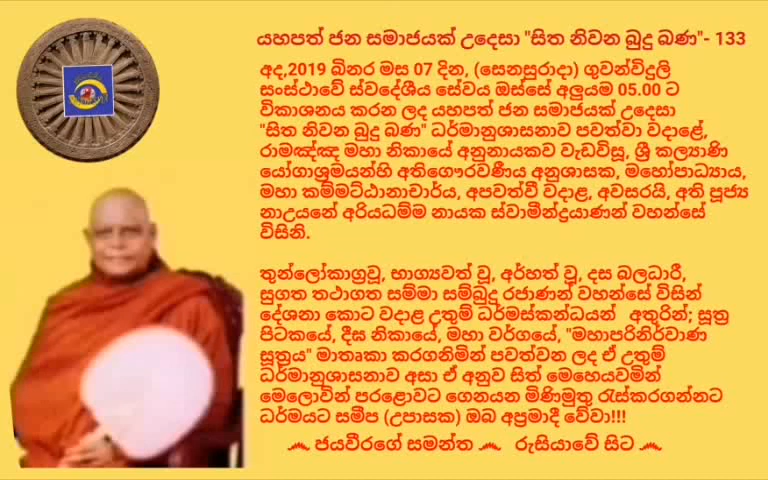 යහපත් ජන සමාජයක් උදෙසා "සිත නිවන බුදු බණ"- 133
අද,2019 බිනර මස 07 දින, (සෙනසුරාදා) ගුවන්විදුලි
සංස්ථාවේ ස්වදේශීය සේවය ඔස්සේ අලුයම 05.00 ට
විකාශනය කරන ලද යහපත් ජන සමාජයක් උදෙසා
"සිත නිවන බුදු බණ" ධර්මානුශාසනාව පවත්වා වදාළේ,
රාමඤ්ඤ මහා නිකායේ අනුනායකව වැඩවිසූ, ශ්‍රී කල්‍යාණි
යෝගාශ්‍රමයන්හි අතිගෞරවණීය අනුශාසක, මහෝපාධ්‍යාය,
මහා කම්මට්ඨානාචාර්ය, අපවත්වී වදාළ, අවසරයි, අති පූජ්‍ය
නාඋයනේ අරියධම්ම නායක ස්වාමීන්ද්‍රයාණන් වහන්සේ
විසිනි.
තුන්ලෝකාග්‍රවූ, භාග්‍යවත් වූ, අර්හත් වූ, දස බලධාරී,
සුගත තථාගත සම්මා සම්බුදු රජාණන් වහන්සේ විසින්
දේශනා කොට වදාළ උතුම් ධර්මස්කන්ධයන් අතුරින්; සූත්‍ර
පිටකයේ, දීඝ නිකායේ, මහා වර්ගයේ, "මහාපරිනිර්වාණ
සූත්‍රය" මාතෘකා කරගනිමින් පවත්වන ලද ඒ උතුම්
ධර්මානුශාසනාව අසා ඒ අනුව සිත් මෙහෙයවමින්
මෙලොවින් පරළොවට ගෙනයන මිණිමුතු රැස්කරගන්නට
ධර්මයට සමීප (උපාසක) ඔබ අප්‍රමාදී වේවා!!!
ජයවීරගේ සමන්ත රුසියාවේ සිට